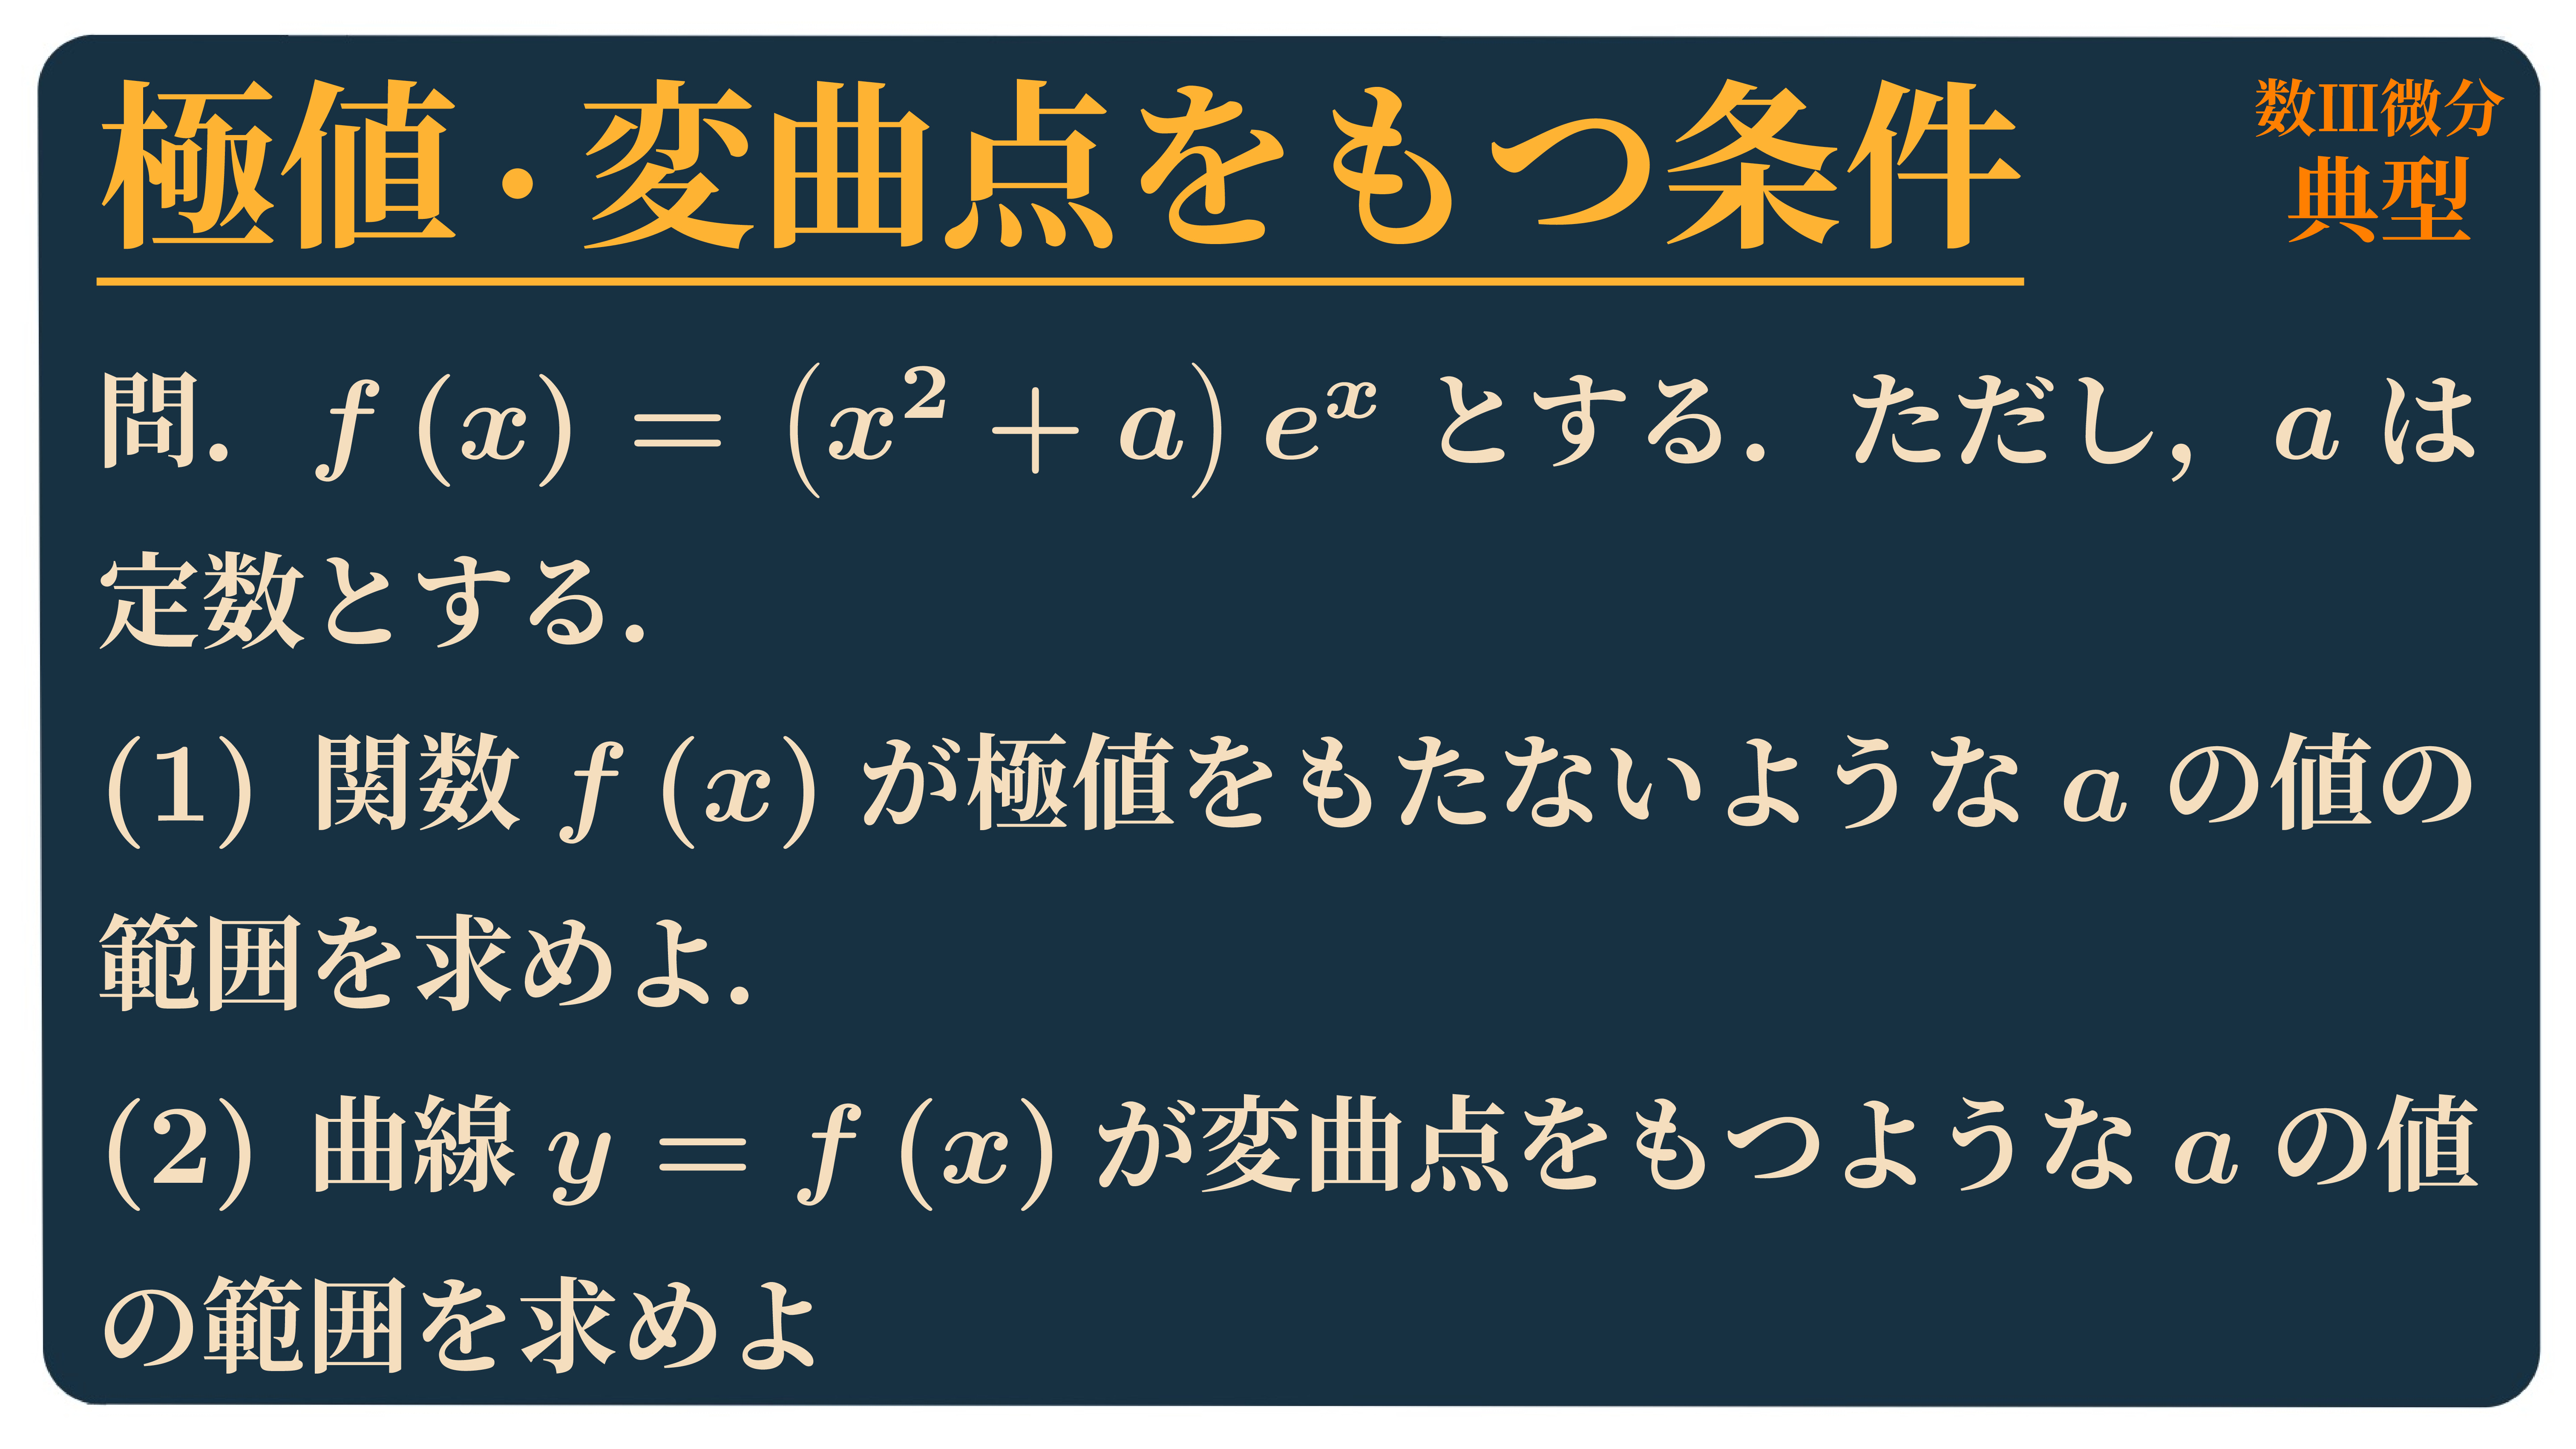 極値・変曲点をもつ条件
数III微分
典型
問. f (x) = (x² + a) eˣ とする. ただし, a は
定数とする.
(1) 関数 f (x) が極値をもたないような a の値の
範囲を求めよ.
(2) 曲線 y = f (x) が変曲点をもつような a の値
の範囲を求めよ